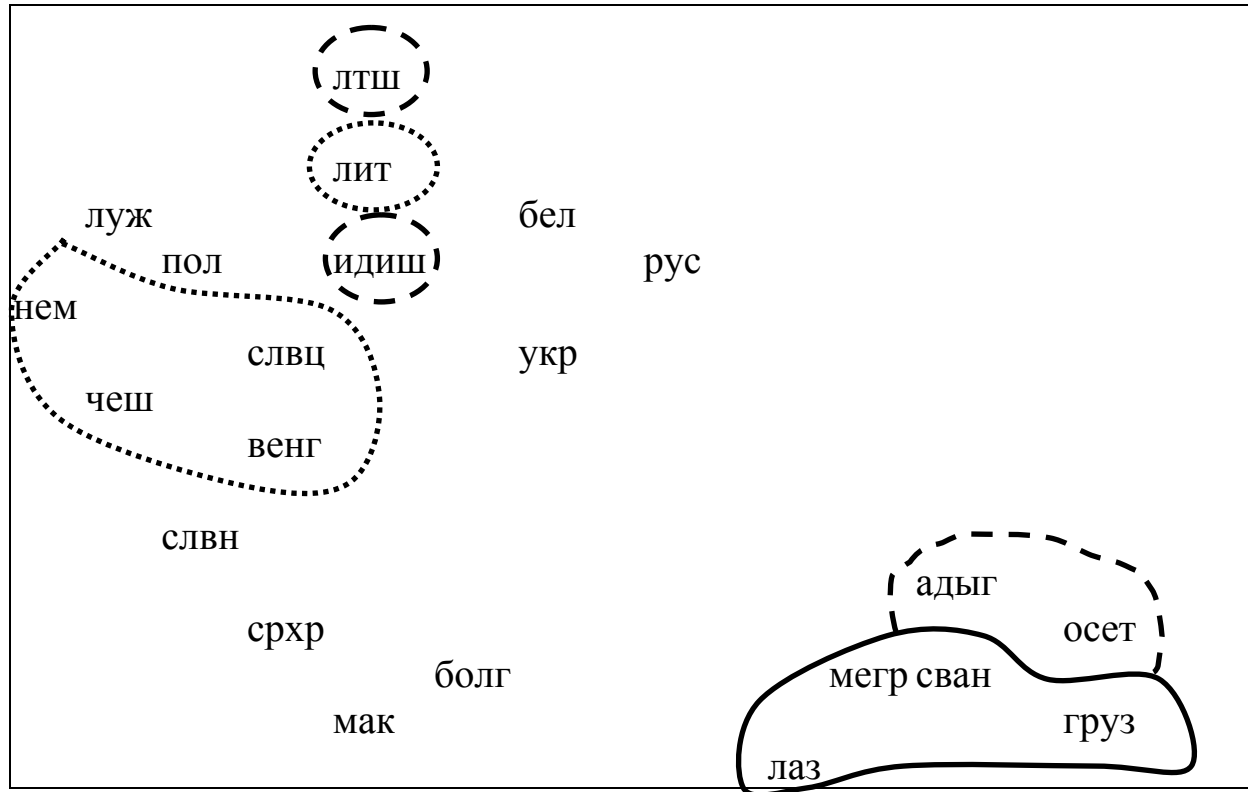 лтш
лит
луж бел
пол идиш рус
нем
слвц укр
чеш
венг
слвн
адыг
срхр осет
болг мегр сван
мак груз
лаз